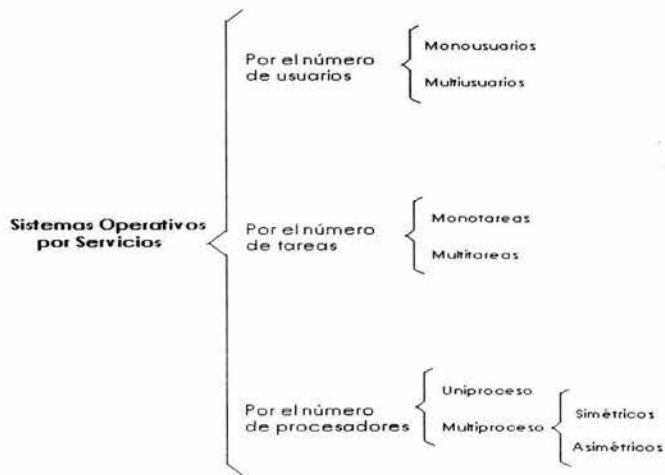 Sistemas Operativos
por Servicios
Por el número
de usuarios
Monousuarios
Multiusuarios
Por el número
de tareas
Monotareas
Multitareas
Por el número
de procesadores
Uniproceso
Multiproceso
Simétricos
Asimétricos